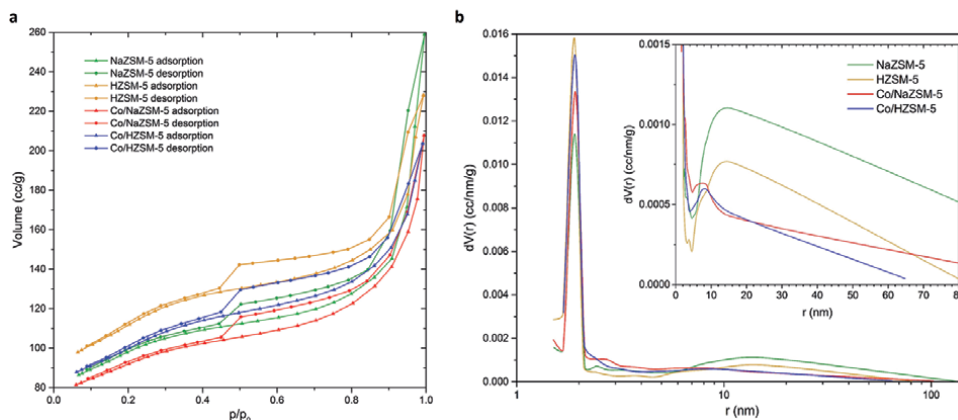 a
260
240
220
200
180
160
140
120
100
80
Volume (cc/g)
NaZSM-5 adsorption
NaZSM-5 desorption
HZSM-5 adsorption
HZSM-5 desorption
Co/NaZSM-5 adsorption
Co/NaZSM-5 desorption
Co/HZSM-5 adsorption
Co/HZSM-5 desorption
0.0 0.2 0.4 0.6 0.8 1.0
p/p₀
b
0.016
0.014
0.012
0.010
0.008
0.006
0.004
0.002
0.000
dV(r) (cc/nm/g)
1 10 100
r (nm)
0.0015
0.0010
0.0005
0.0000
dV(r) (cc/nm/g)
NaZSM-5
HZSM-5
Co/NaZSM-5
Co/HZSM-5
0 10 20 30 40 50 60 70 80
r (nm)